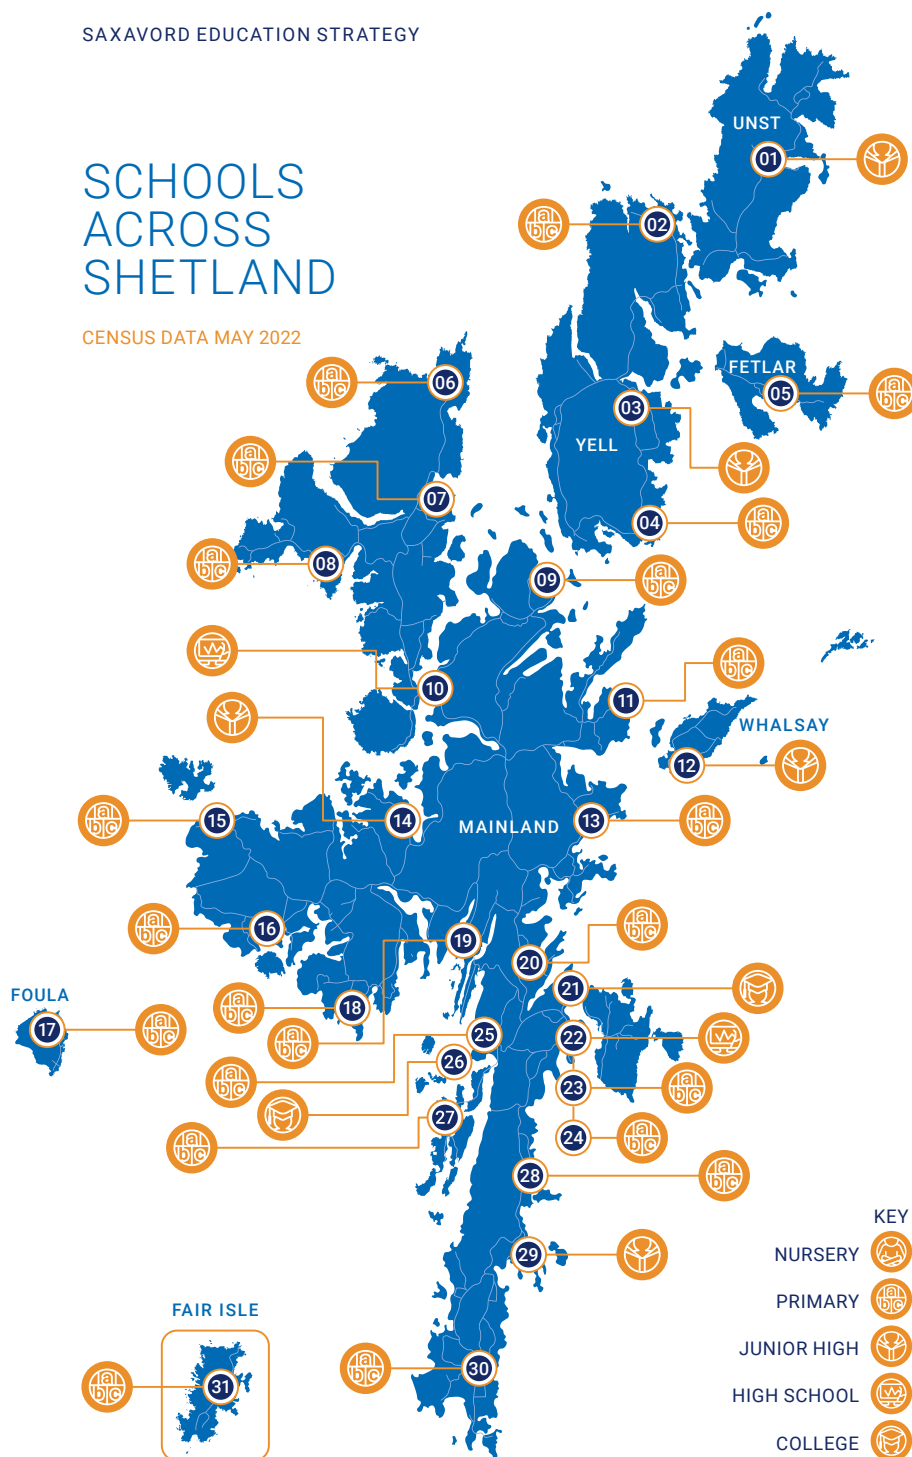 SAXAVORD EDUCATION STRATEGY
SCHOOLS
ACROSS
SHETLAND
CENSUS DATA MAY 2022
UNST
01
02
FETLAR
05
06
03
YELL
07
04
08
09
10
11
WHALSAY
12
15
14
MAINLAND
13
16
19
20
FOULA
17
18
21
25
22
26
23
27
24
28
29
FAIR ISLE
31
30
KEY
NURSERY
PRIMARY
JUNIOR HIGH
HIGH SCHOOL
COLLEGE